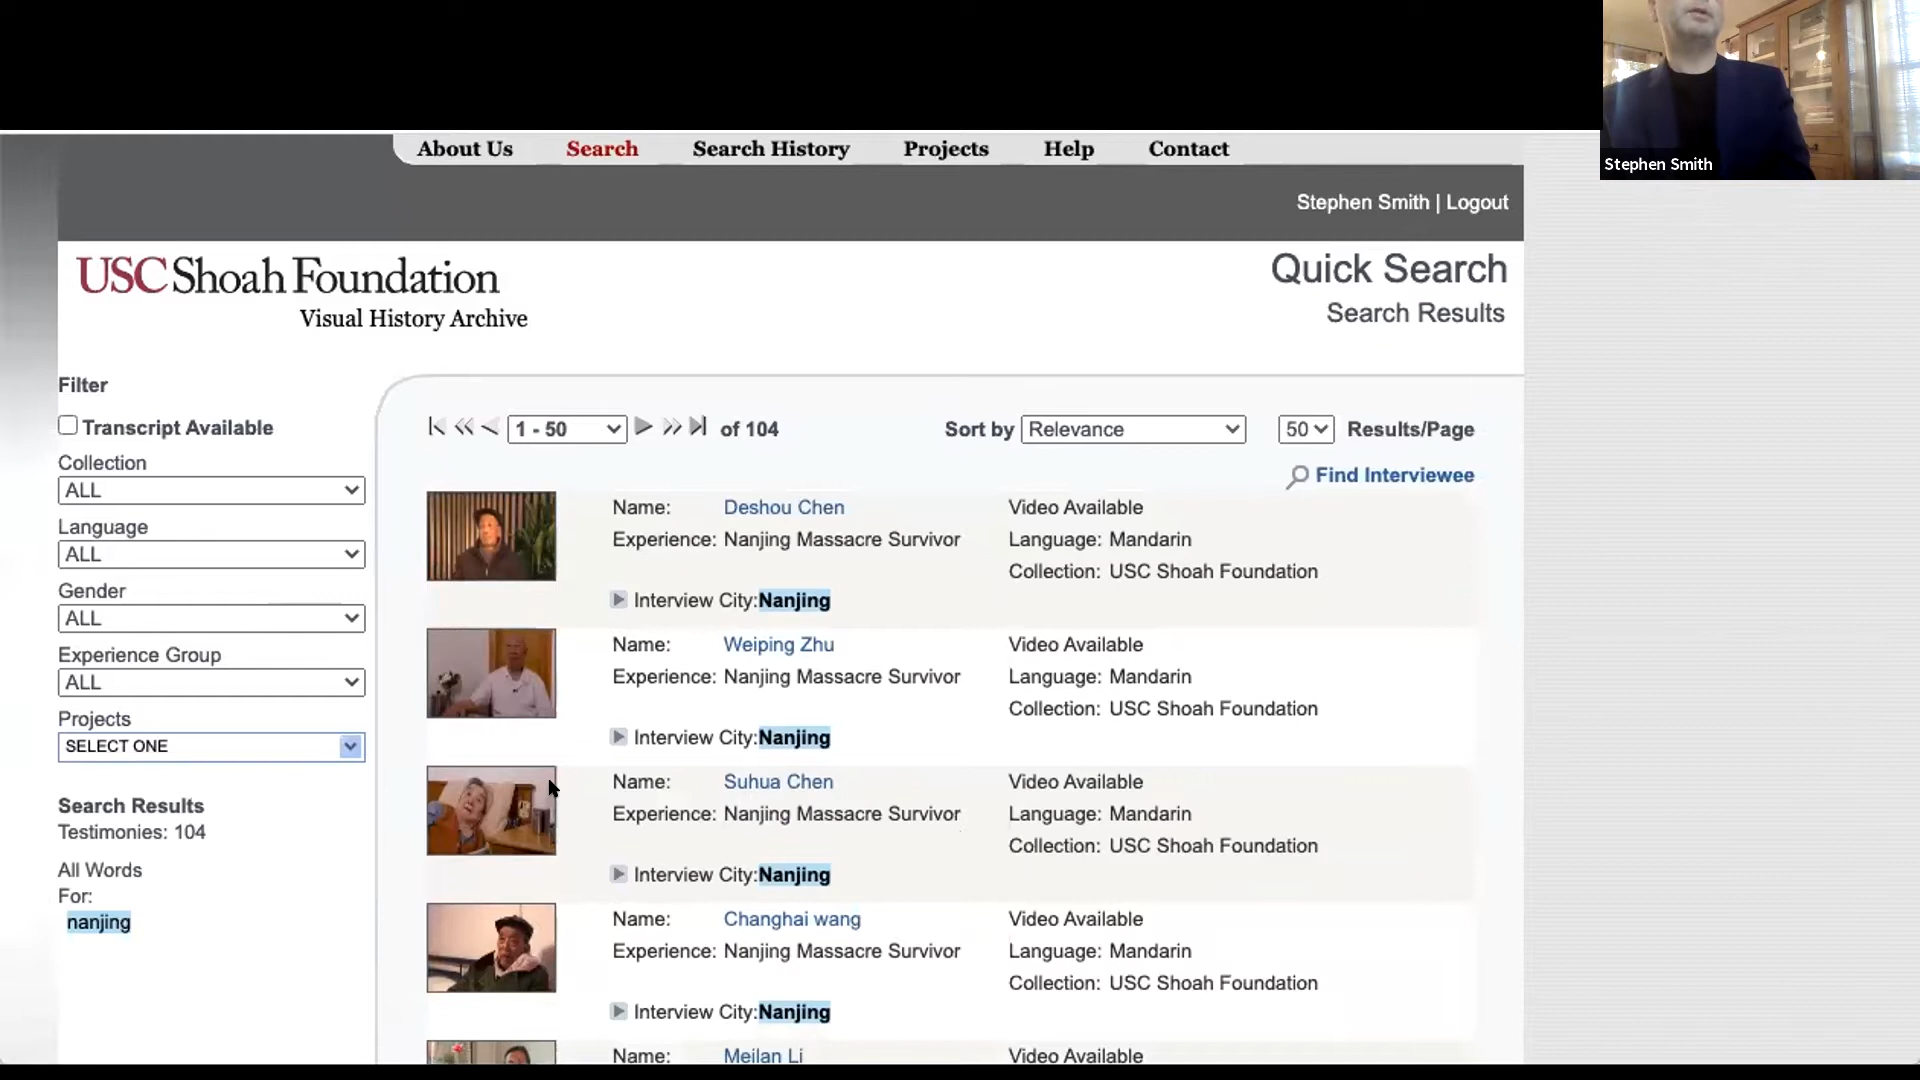 About Us Search Search History Projects Help Contact
Stephen Smith
Stephen Smith | Logout
USC Shoah Foundation
Visual History Archive
Quick Search
Search Results
Filter
Transcript Available
Collection
ALL
Language
ALL
Gender
ALL
Experience Group
ALL
Projects
SELECT ONE
Search Results
Testimonies: 104
All Words
For:
nanjing
1 - 50 of 104 Sort by Relevance 50 Results/Page
Find Interviewee
Name: Deshou Chen Video Available
Experience: Nanjing Massacre Survivor Language: Mandarin
Collection: USC Shoah Foundation
Interview City:Nanjing
Name: Weiping Zhu Video Available
Experience: Nanjing Massacre Survivor Language: Mandarin
Collection: USC Shoah Foundation
Interview City:Nanjing
Name: Suhua Chen Video Available
Experience: Nanjing Massacre Survivor Language: Mandarin
Collection: USC Shoah Foundation
Interview City:Nanjing
Name: Changhai wang Video Available
Experience: Nanjing Massacre Survivor Language: Mandarin
Collection: USC Shoah Foundation
Interview City:Nanjing
Name: Meilan Li Video Available